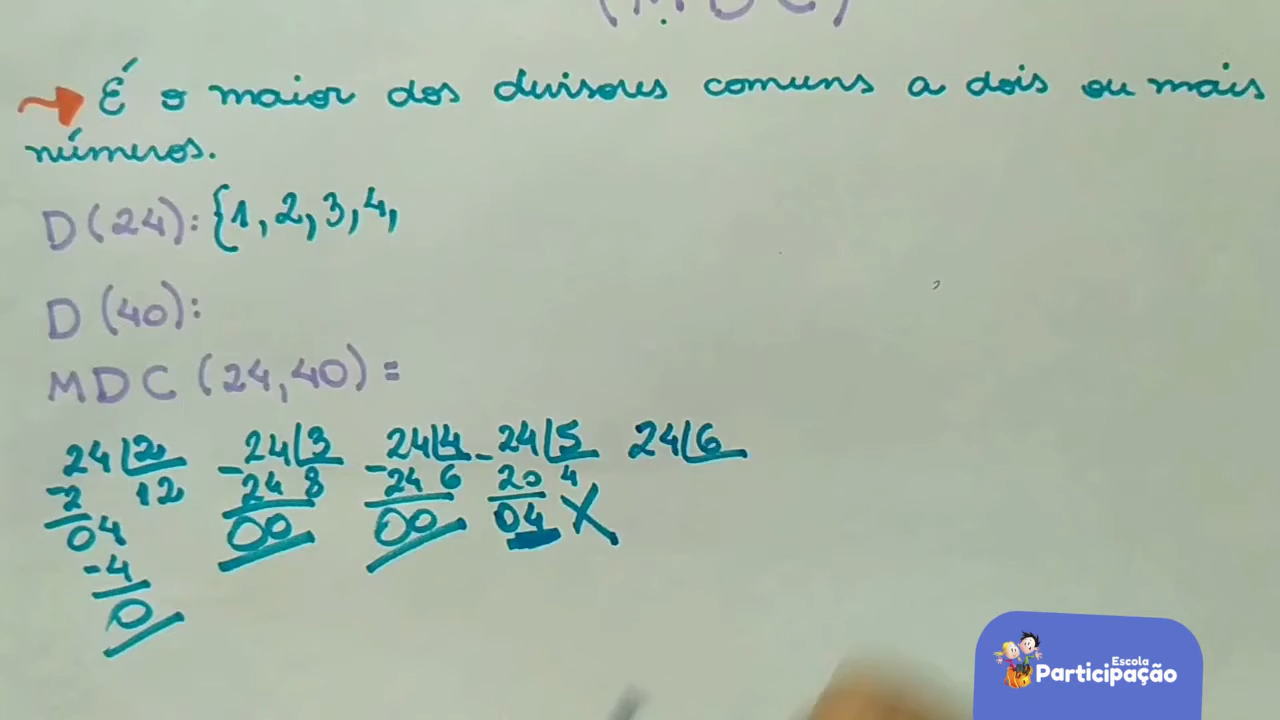 (MDC)
É o maior dos divisores comuns a dois ou mais
números.
D(24): {1, 2, 3, 4,
D(40):
MDC (24, 40) =
24 2 -24 3 -24 4 -24 5 24 6
-2 12 24 8 24 6 20 4
04 00 00 04 X
-4
0
Escola
Participação